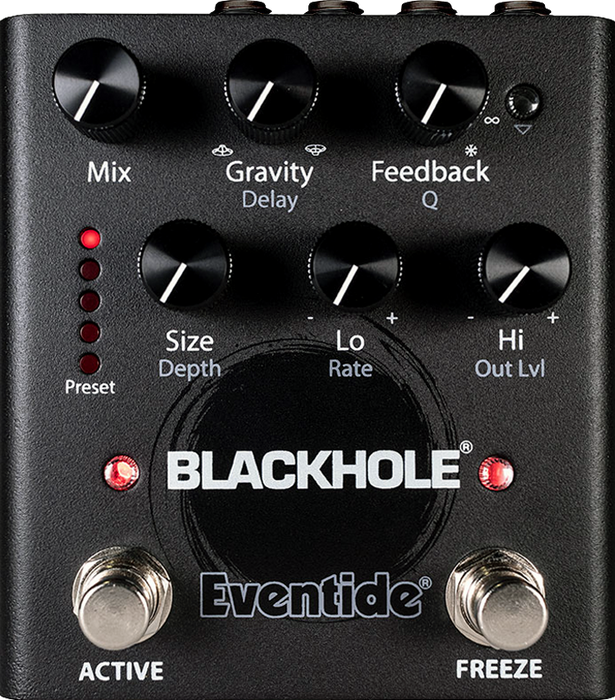 ∞
Mix Gravity Feedback
Delay Q
- + - +
Size Lo Hi
Depth Rate Out Lvl
Preset
BLACKHOLE®
Eventide®
ACTIVE FREEZE